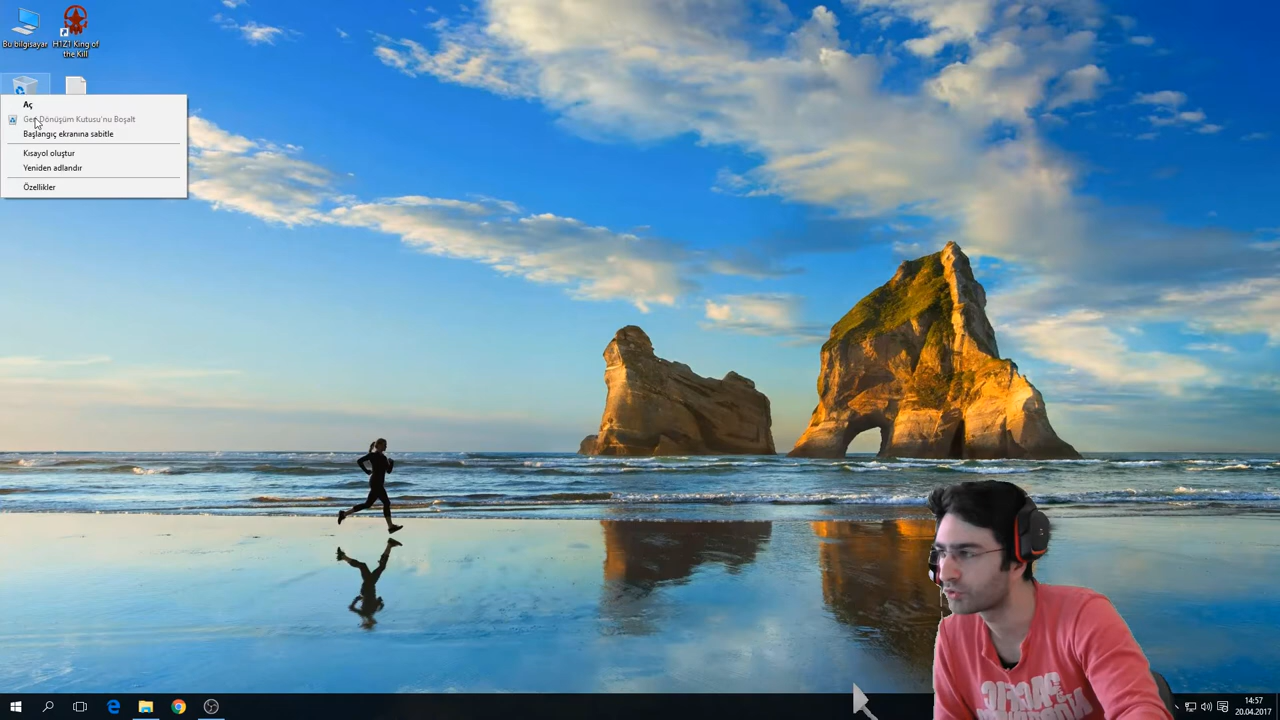 Bu bilgisayar
H1Z1 King of
the Kill
Aç
Geri Dönüşüm Kutusu'nu Boşalt
Başlangıç ekranına sabitle
Kısayol oluştur
Yeniden adlandır
Özellikler
14:57
20.04.2017